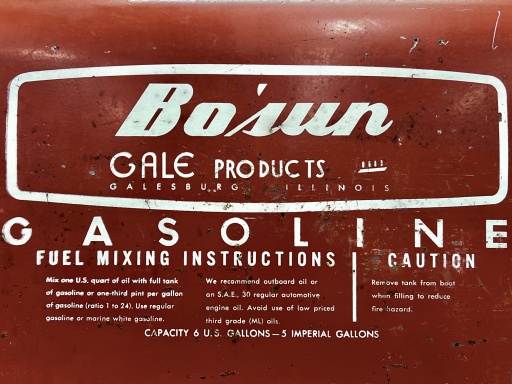 Bo'sun
GALE PRODUCTS
GALESBURG, ILLINOIS
GASOLINE
FUEL MIXING INSTRUCTIONS
Mix one U.S. quart of oil with full tank
of gasoline or one-third pint per gallon
of gasoline (ratio 1 to 24). Use regular
gasoline or marine white gasoline.
We recommend outboard oil or
an S.A.E., 30 regular automotive
engine oil. Avoid use of low priced
third grade (ML) oils.
CAUTION
Remove tank from boat
when filling to reduce
fire hazard.
CAPACITY 6 U.S. GALLONS—5 IMPERIAL GALLONS